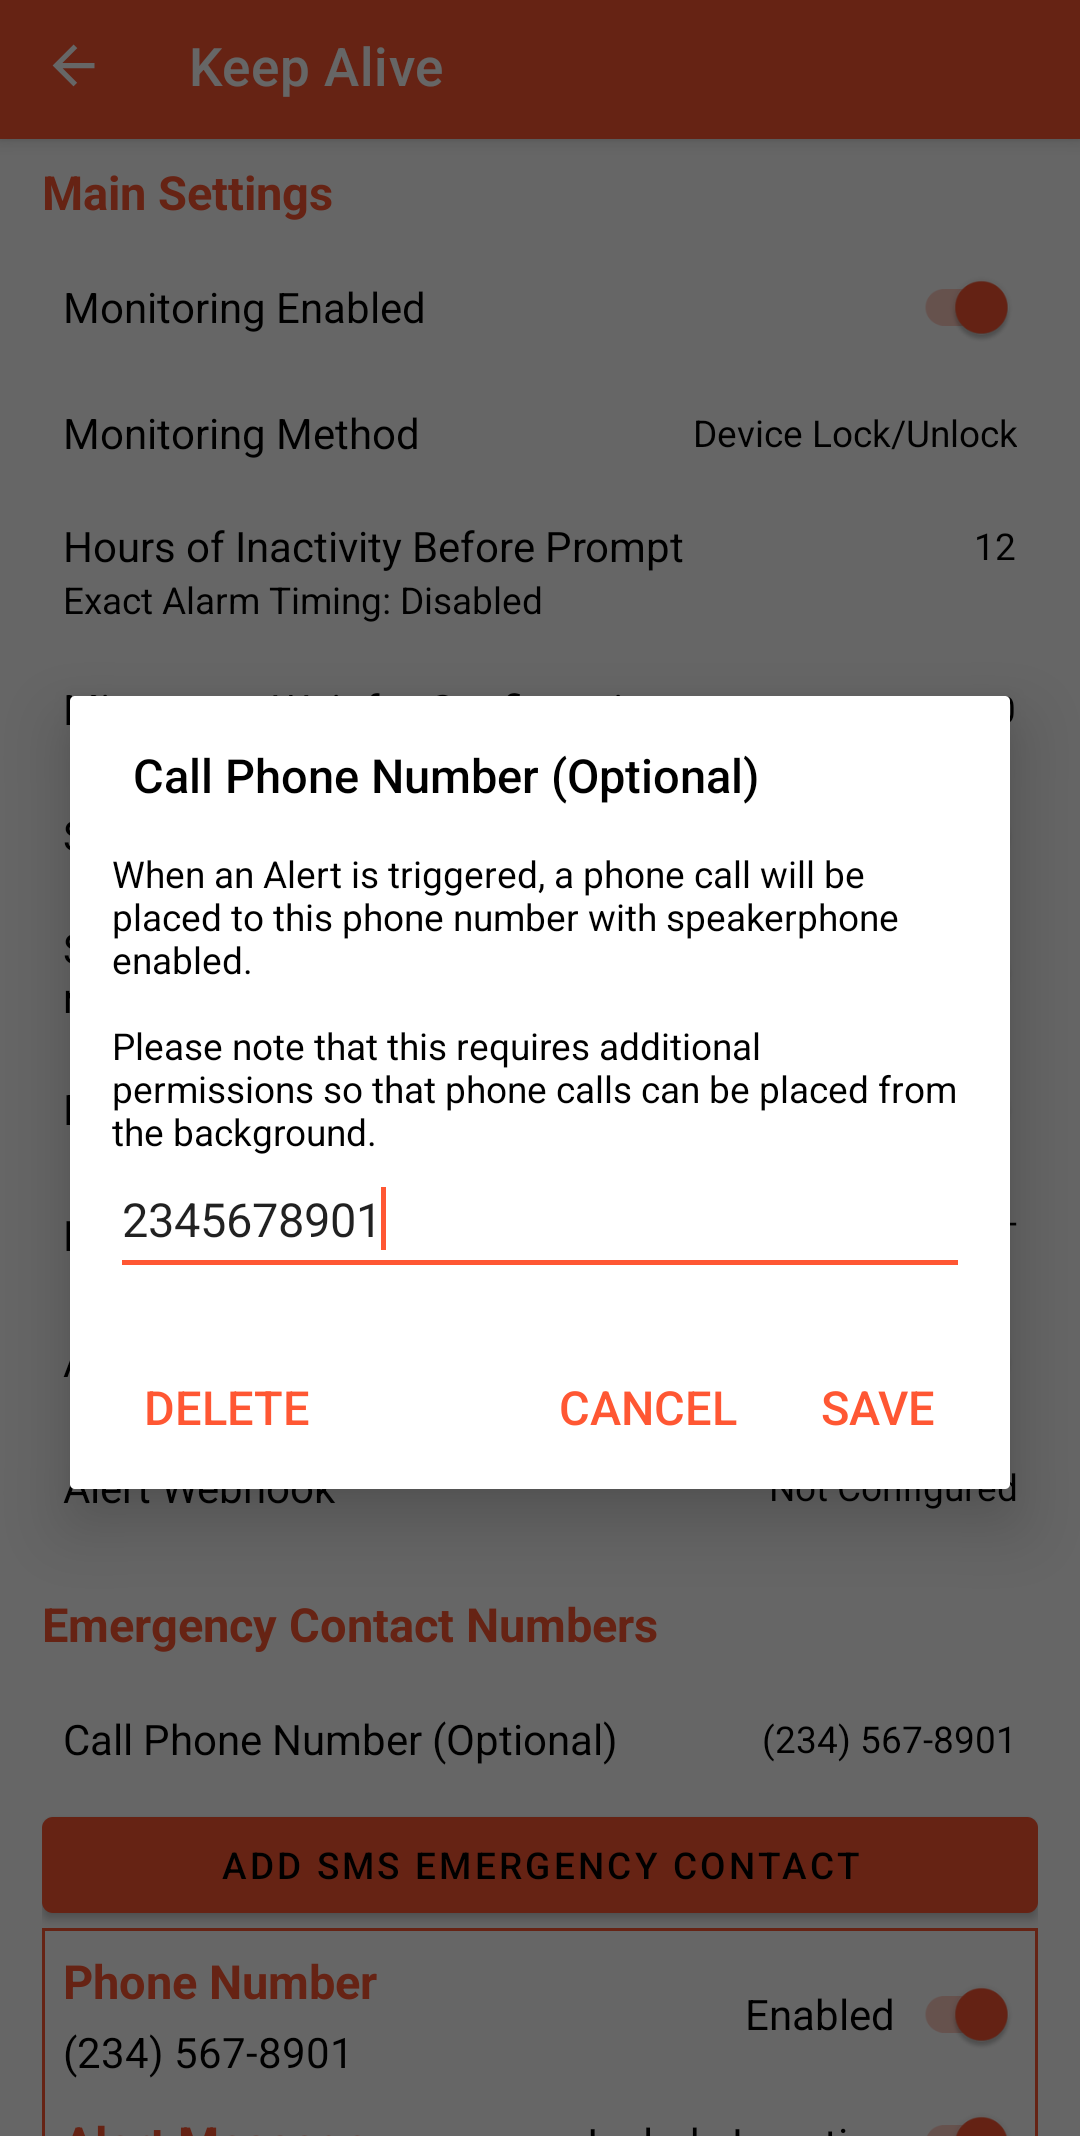 Keep Alive
Main Settings
Monitoring Enabled
Monitoring Method Device Lock/Unlock
Hours of Inactivity Before Prompt 12
Exact Alarm Timing: Disabled
Call Phone Number (Optional)
When an Alert is triggered, a phone call will be
placed to this phone number with speakerphone
enabled.
Please note that this requires additional
permissions so that phone calls can be placed from
the background.
2345678901
DELETE CANCEL SAVE
Alert Webhook Not Configured
Emergency Contact Numbers
Call Phone Number (Optional) (234) 567-8901
ADD SMS EMERGENCY CONTACT
Phone Number
Enabled
(234) 567-8901